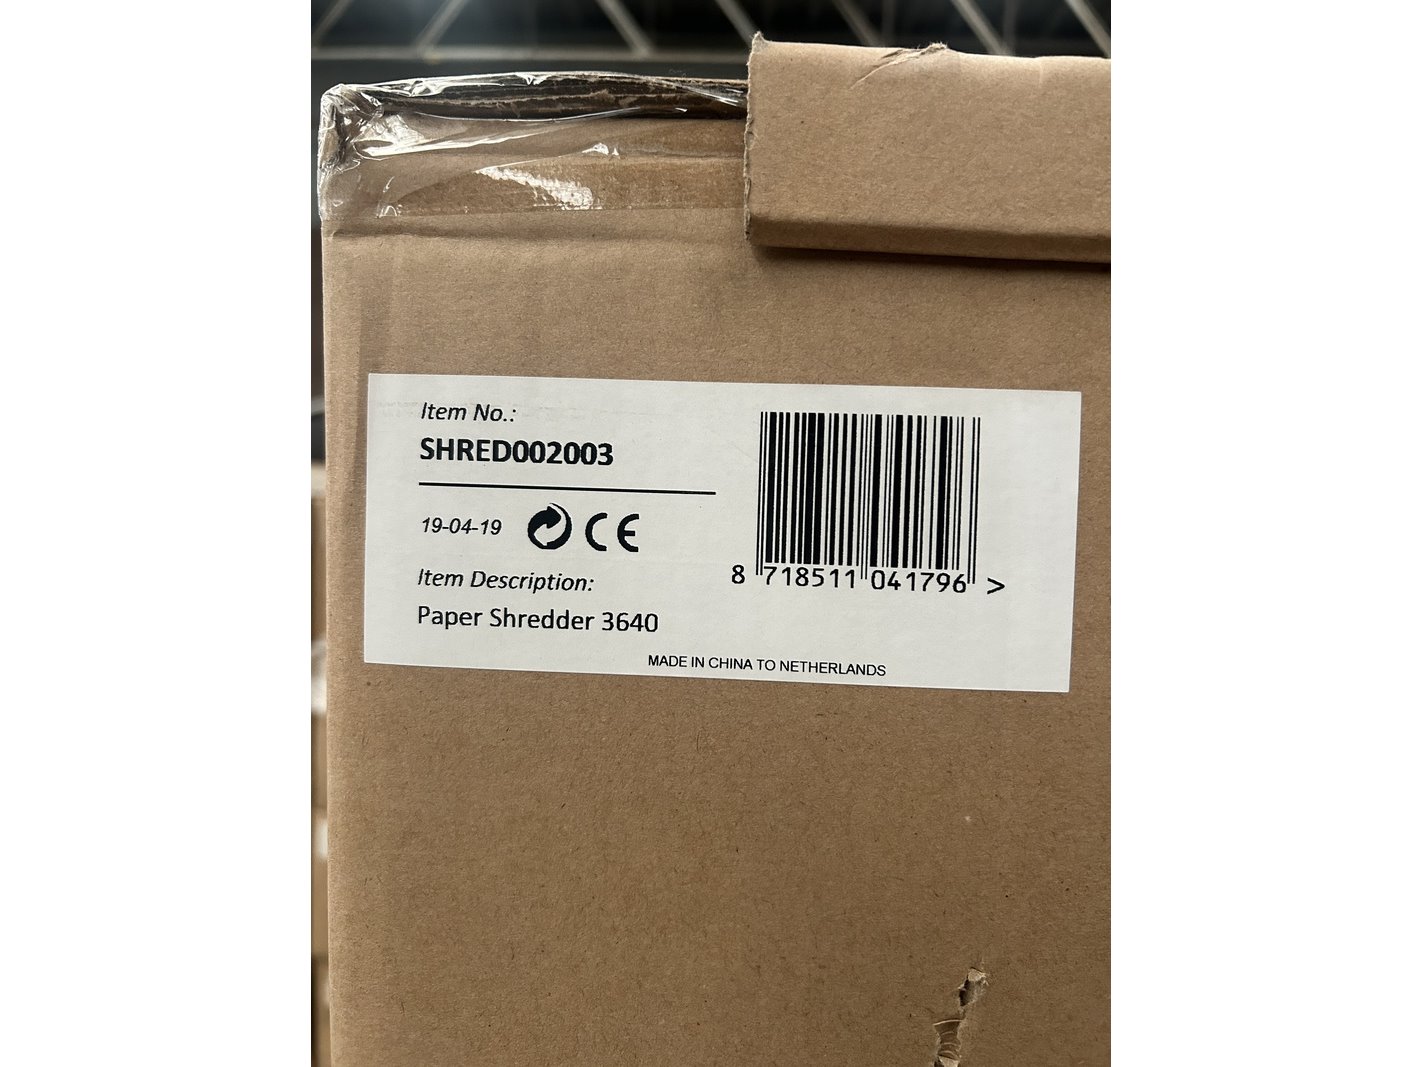 Item No.:
SHRED002003
19-04-19 CE
Item Description:
Paper Shredder 3640
8 718511 041796 >
MADE IN CHINA TO NETHERLANDS